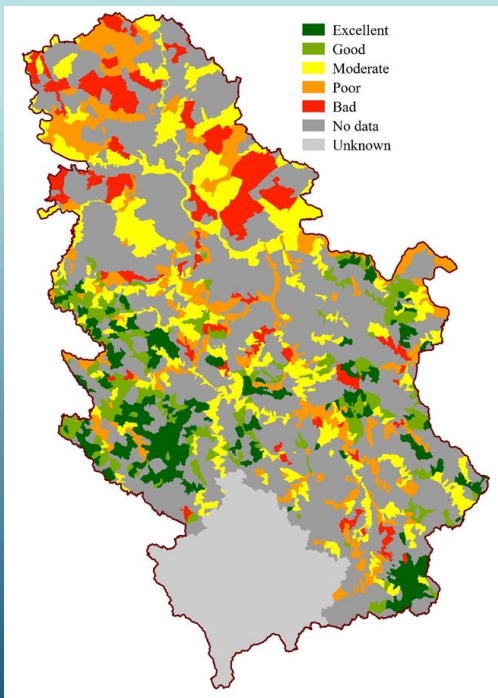 Excellent
Good
Moderate
Poor
Bad
No data
Unknown